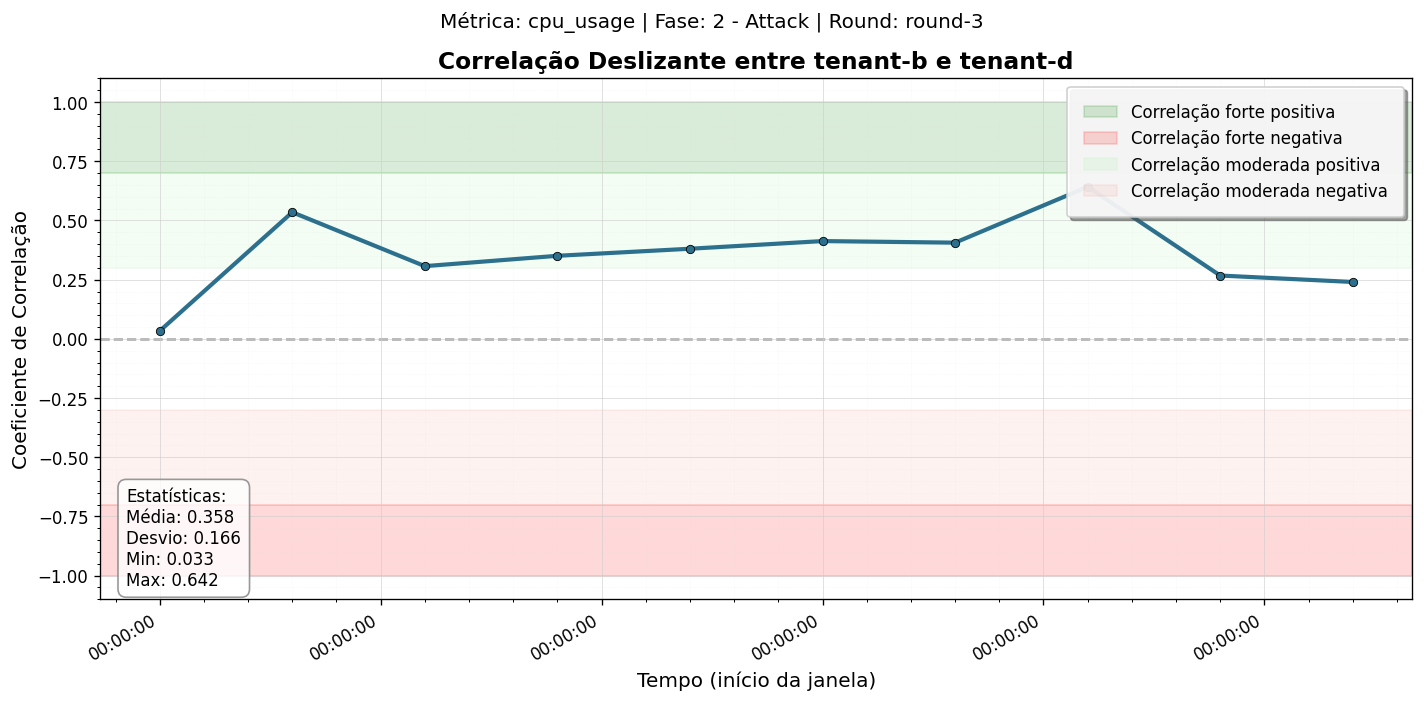 Métrica: cpu_usage | Fase: 2 - Attack | Round: round-3
Correlação Deslizante entre tenant-b e tenant-d
Correlação forte positiva
Correlação forte negativa
Correlação moderada positiva
Correlação moderada negativa
Coeficiente de Correlação
1.00
0.75
0.50
0.25
0.00
−0.25
−0.50
−0.75
−1.00
Estatísticas:
Média: 0.358
Desvio: 0.166
Min: 0.033
Max: 0.642
00:00:00 00:00:00 00:00:00 00:00:00 00:00:00 00:00:00
Tempo (início da janela)